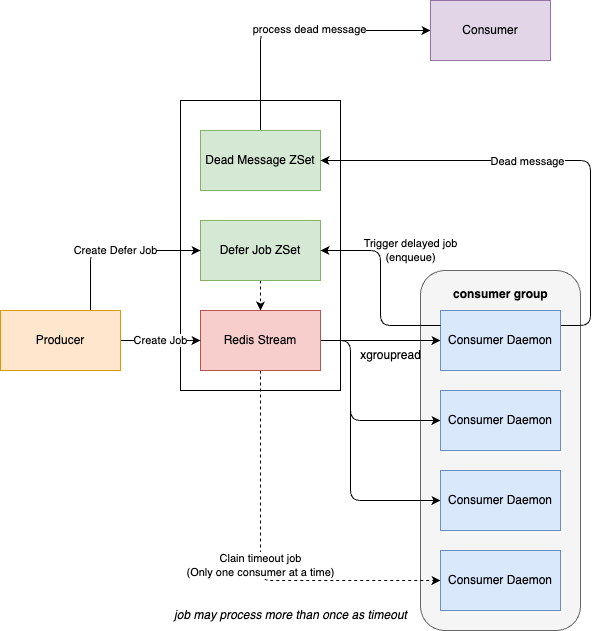 process dead message
Consumer
Dead Message ZSet
Dead message
Create Defer Job
Defer Job ZSet
Trigger delayed job
(enqueue)
consumer group
Producer
Create Job
Redis Stream
xgroupread
Consumer Daemon
Consumer Daemon
Consumer Daemon
Clain timeout job
(Only one consumer at a time)
Consumer Daemon
job may process more than once as timeout